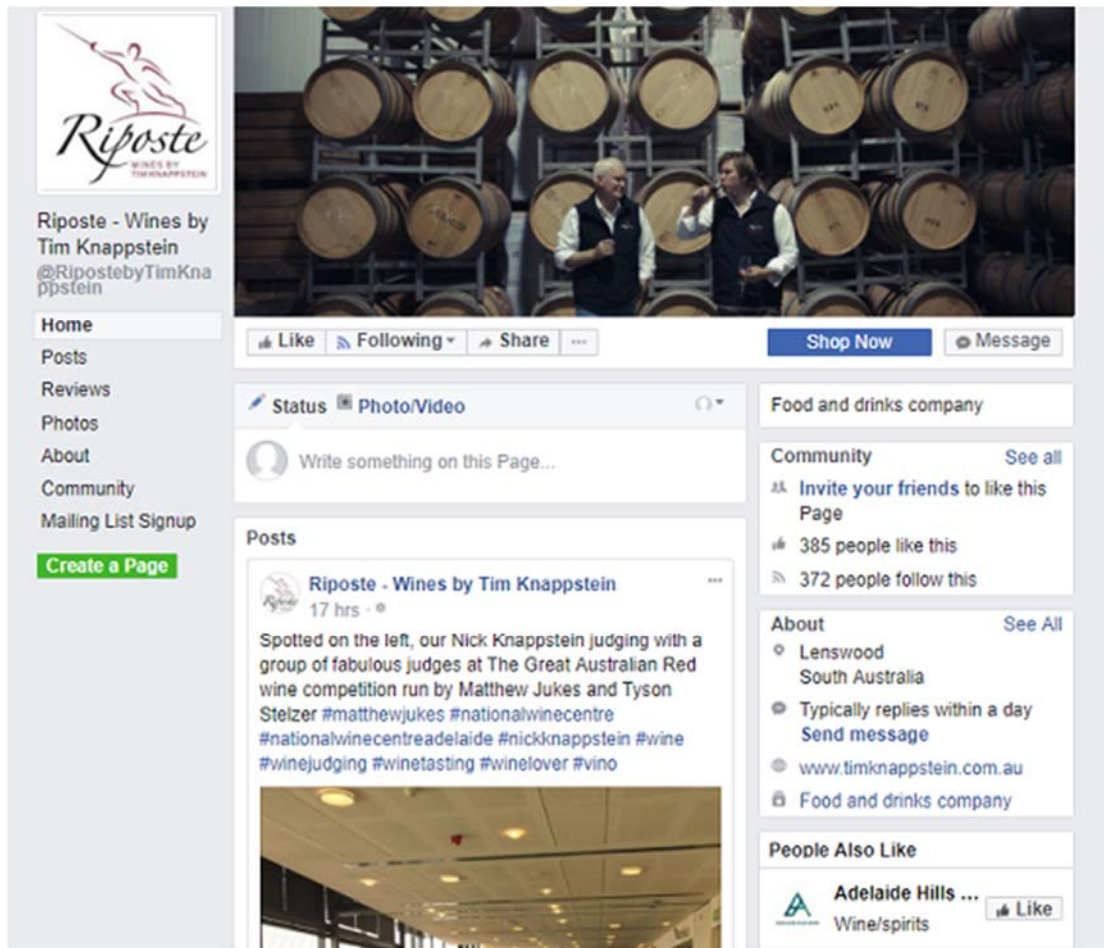 Riposte
WINES BY
TIM KNAPPSTEIN
Riposte - Wines by
Tim Knappstein
@RipostebyTimKna
ppstein
Home
Posts
Reviews
Photos
About
Community
Mailing List Signup
Create a Page
Like Following Share ...
Shop Now Message
Status Photo/Video
Write something on this Page...
Posts
Riposte - Wines by Tim Knappstein
17 hrs ·
Spotted on the left, our Nick Knappstein judging with a
group of fabulous judges at The Great Australian Red
wine competition run by Matthew Jukes and Tyson
Stelzer #matthewjukes #nationalwinecentre
#nationalwinecentreadelaide #nickknappstein #wine
#winejudging #winetasting #winelover #vino
Food and drinks company
Community See all
Invite your friends to like this
Page
385 people like this
372 people follow this
About See All
Lenswood
South Australia
Typically replies within a day
Send message
www.timknappstein.com.au
Food and drinks company
People Also Like
Adelaide Hills ...
Wine/spirits
Like